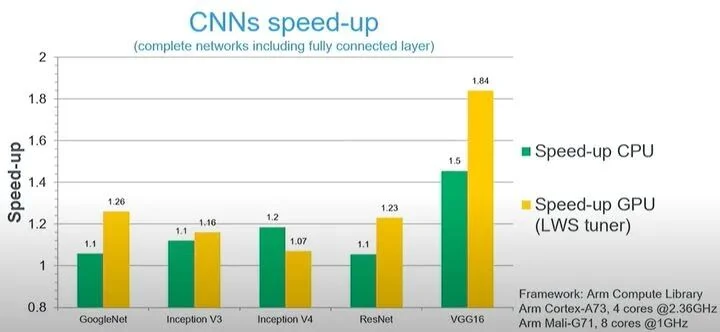 CNNs speed-up
(complete networks including fully connected layer)
Speed-up
2
1.8
1.6
1.4
1.2
1
0.8
1.1
1.26
1.1
1.16
1.2
1.07
1.1
1.23
1.5
1.84
GoogleNet
Inception V3
Inception V4
ResNet
VGG16
Speed-up CPU
Speed-up GPU
(LWS tuner)
Framework: Arm Compute Library
Arm Cortex-A73, 4 cores @2.36GHz
Arm Mali-G71, 8 cores @1GHz